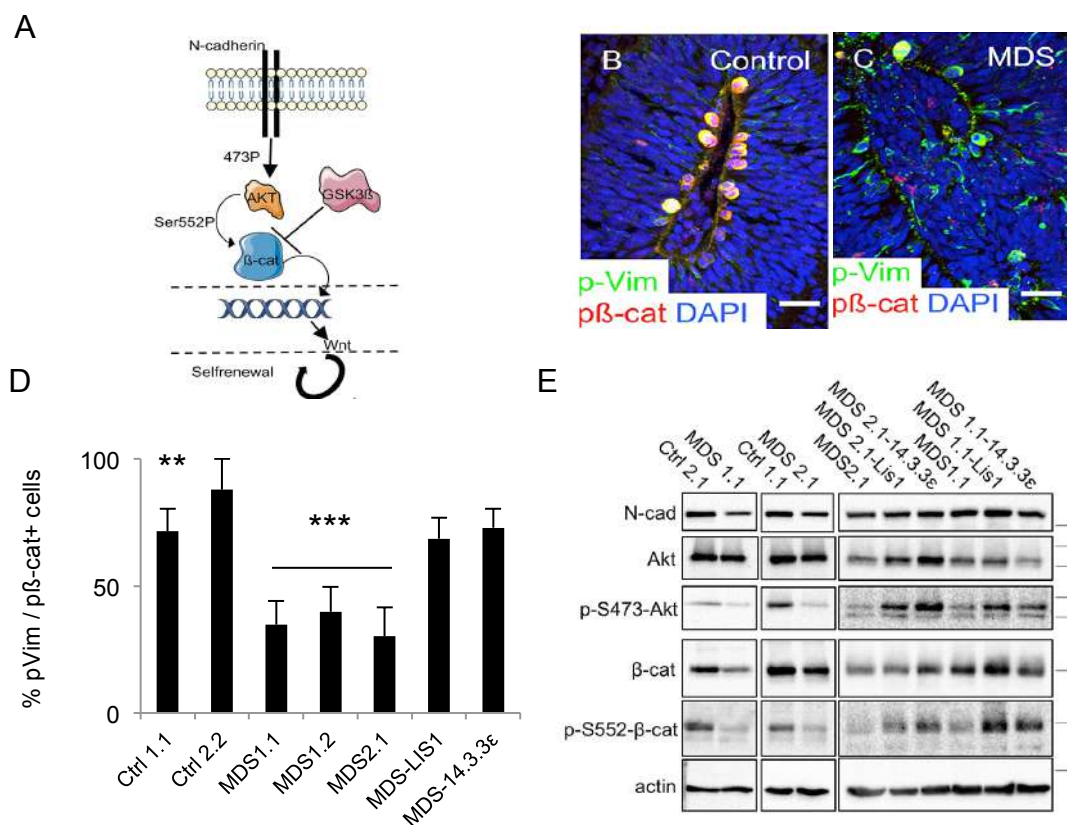 A
N-cadherin
473P
AKT
GSK3ß
Ser552P
ß-cat
Wnt
Selfrenewal
B
Control
p-Vim
pß-cat DAPI
C
MDS
p-Vim
pß-cat DAPI
D
% pVim / pß-cat+ cells
100
50
0
**
***
Ctrl 1.1
Ctrl 2.2
MDS1.1
MDS1.2
MDS2.1
MDS-LIS1
MDS-14.3.3ε
E
Ctrl 2.1
MDS 1.1
Ctrl 1.1
MDS 2.1
MDS2.1
MDS 2.1-Lis1
MDS 2.1-14.3.3ε
MDS1.1
MDS 1.1-Lis1
MDS 1.1-14.3.3ε
N-cad
Akt
p-S473-Akt
β-cat
p-S552-β-cat
actin